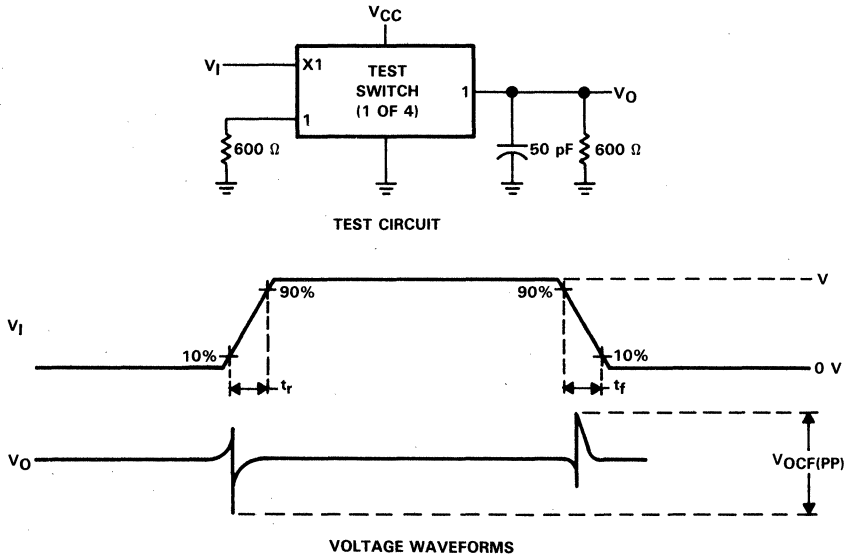 VCC
VI
X1
TEST
SWITCH
(1 OF 4)
1
1
VO
600 Ω
50 pF
600 Ω
TEST CIRCUIT
V
90%
90%
VI
10%
10%
0 V
tr
tf
VO
VOCF(PP)
VOLTAGE WAVEFORMS